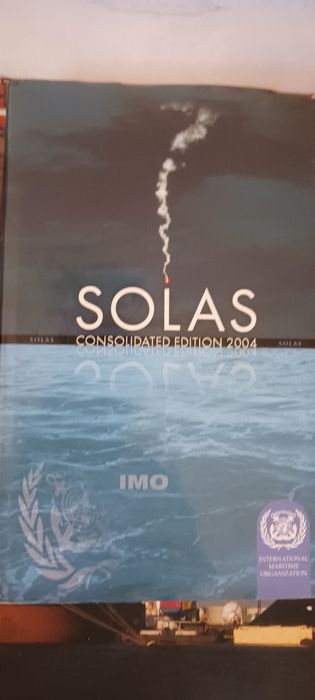 SOLAS
CONSOLIDATED EDITION 2004
SOLAS
SOLAS
IMO
INTERNATIONAL
MARITIME
ORGANIZATION